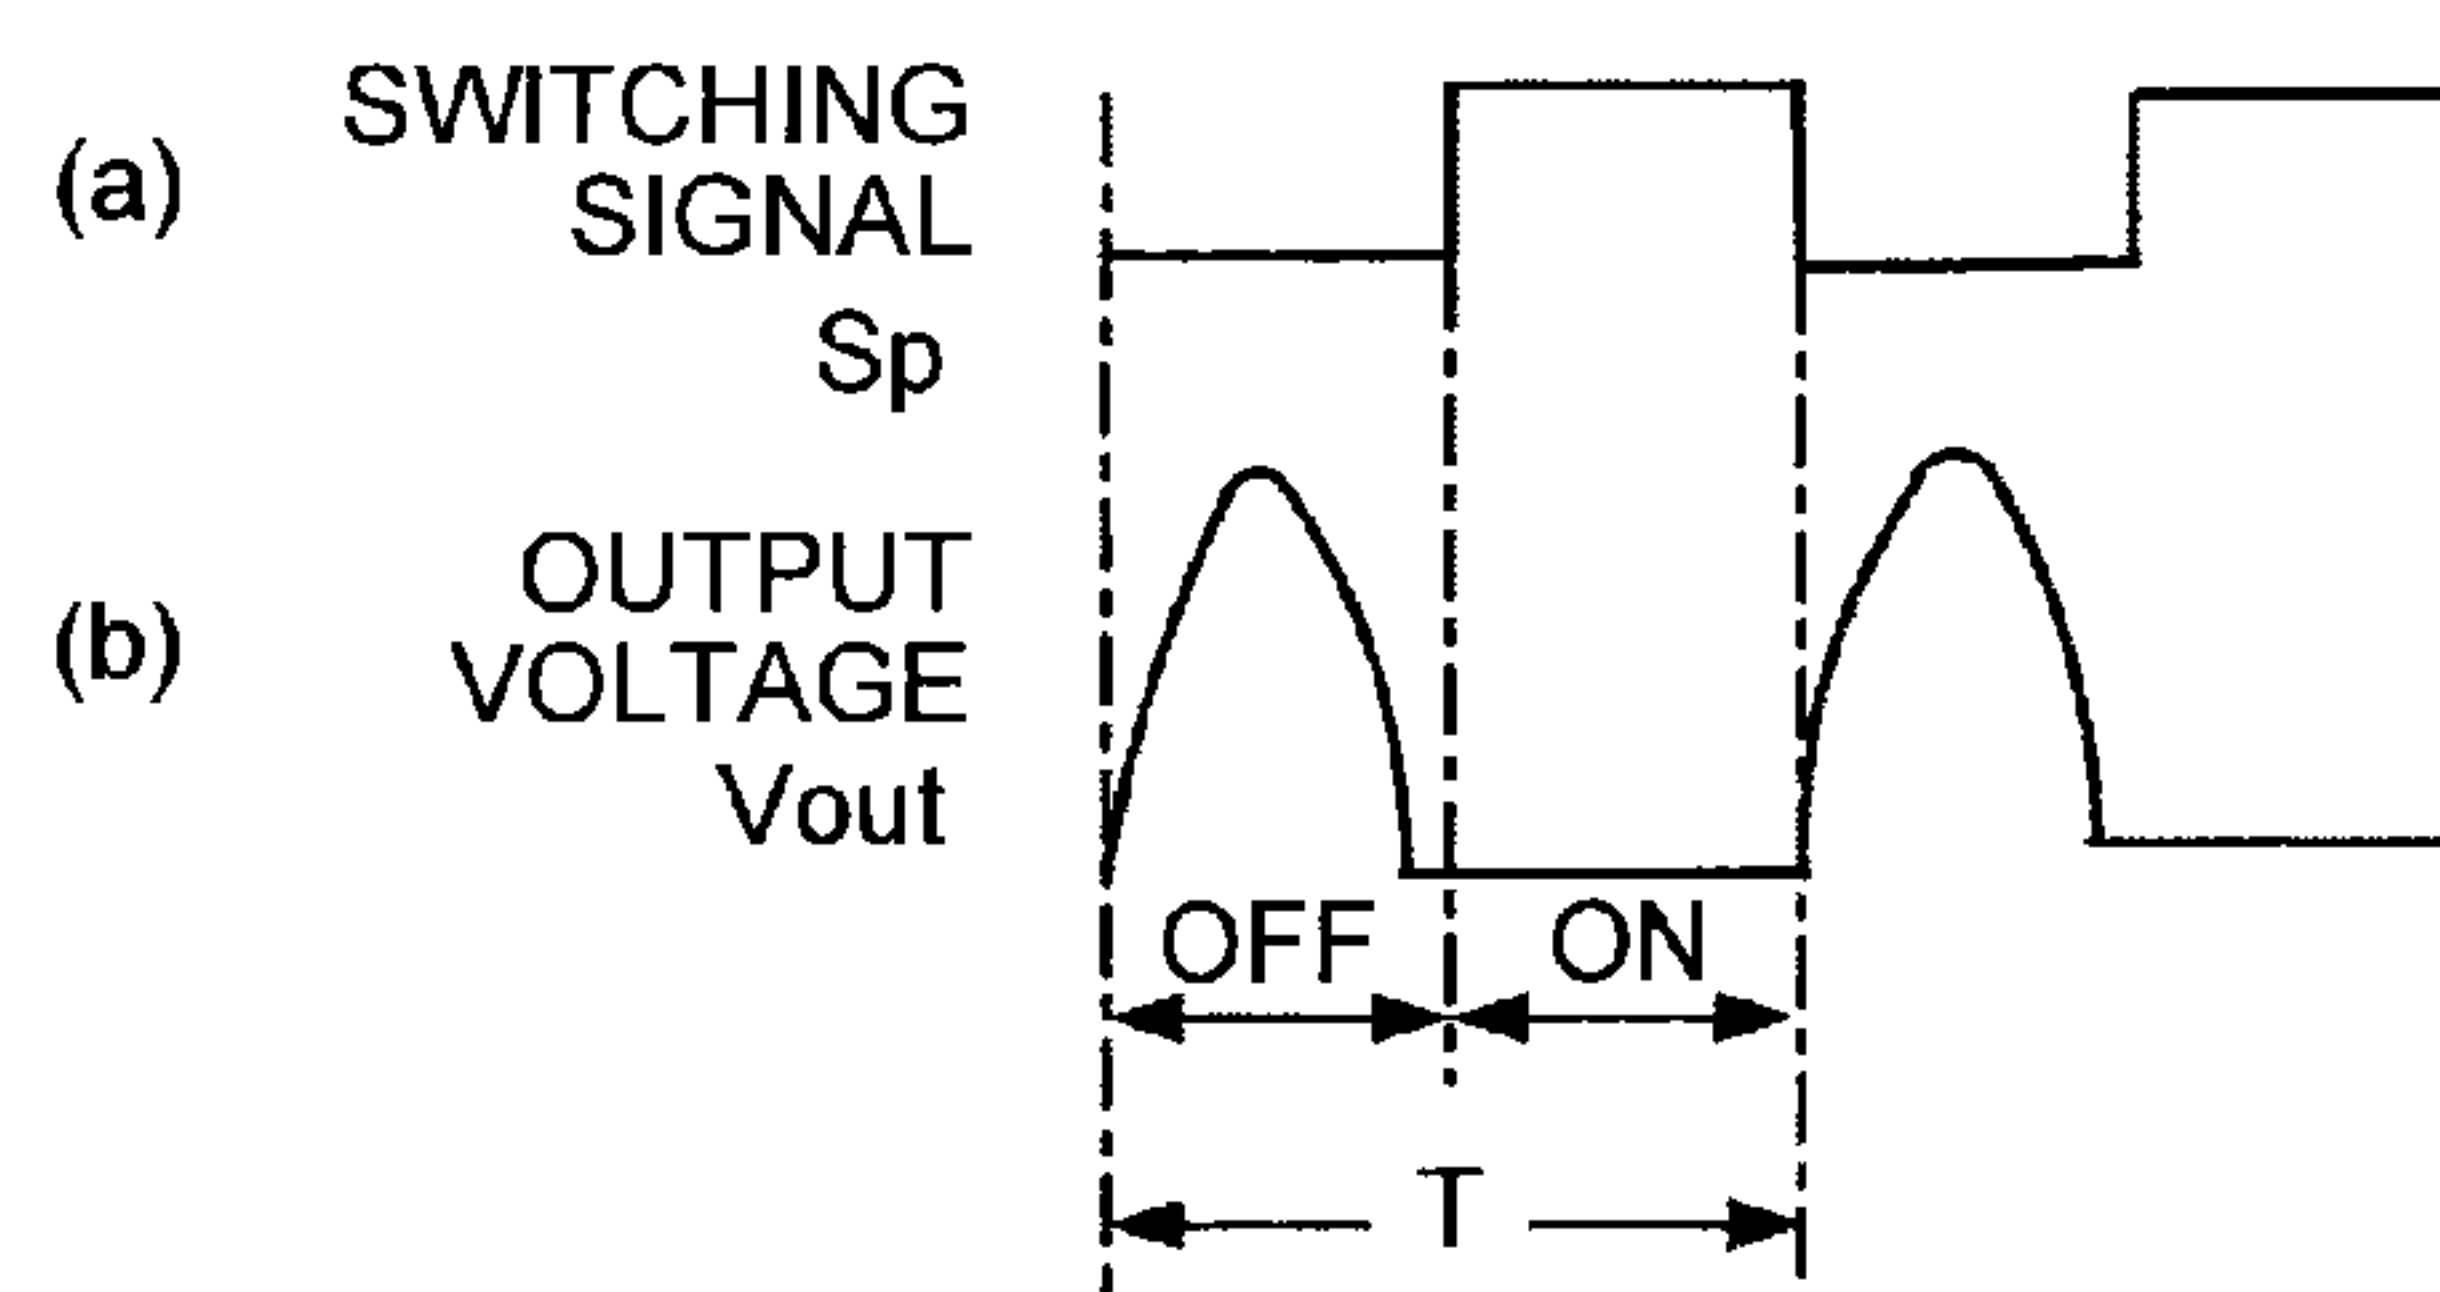 (a)
SWITCHING
SIGNAL
Sp
(b)
OUTPUT
VOLTAGE
Vout
OFF
ON
T